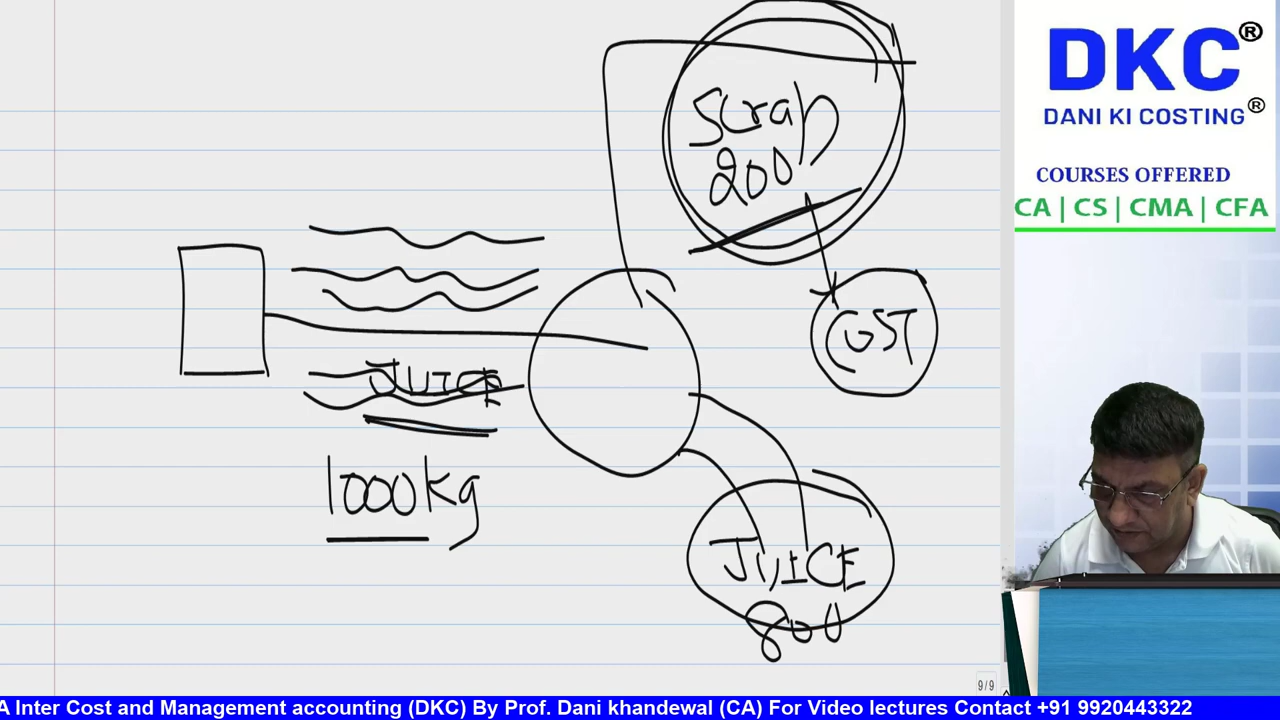 scrap
200
GST
JUICE
1000kg
JUICE
800
9/9
DKC®
DANI KI COSTING®
COURSES OFFERED
CA | CS | CMA | CFA
A Inter Cost and Management accounting (DKC) By Prof. Dani khandewal (CA) For Video lectures Contact +91 9920443322